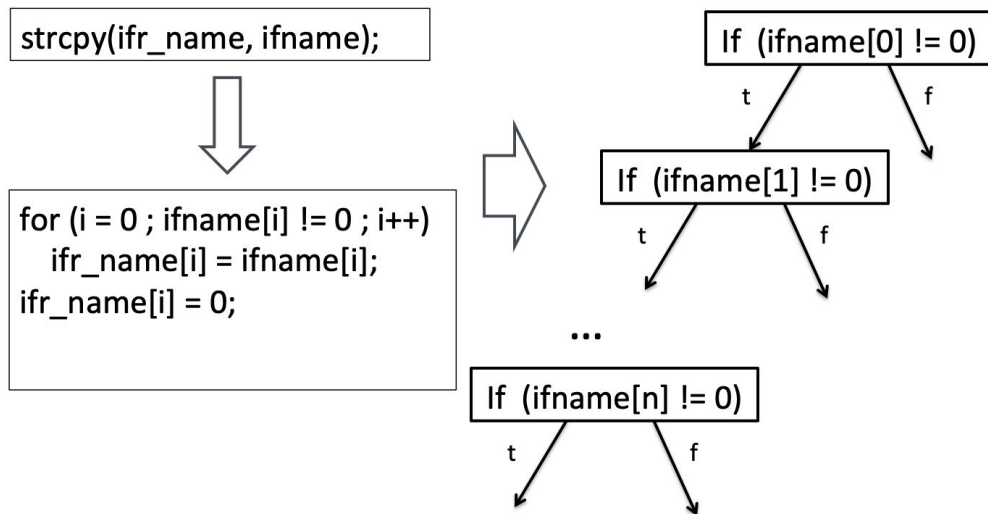 strcpy(ifr_name, ifname);
for (i = 0 ; ifname[i] != 0 ; i++)
ifr_name[i] = ifname[i];
ifr_name[i] = 0;
If (ifname[0] != 0)
t
f
If (ifname[1] != 0)
t
f
...
If (ifname[n] != 0)
t
f